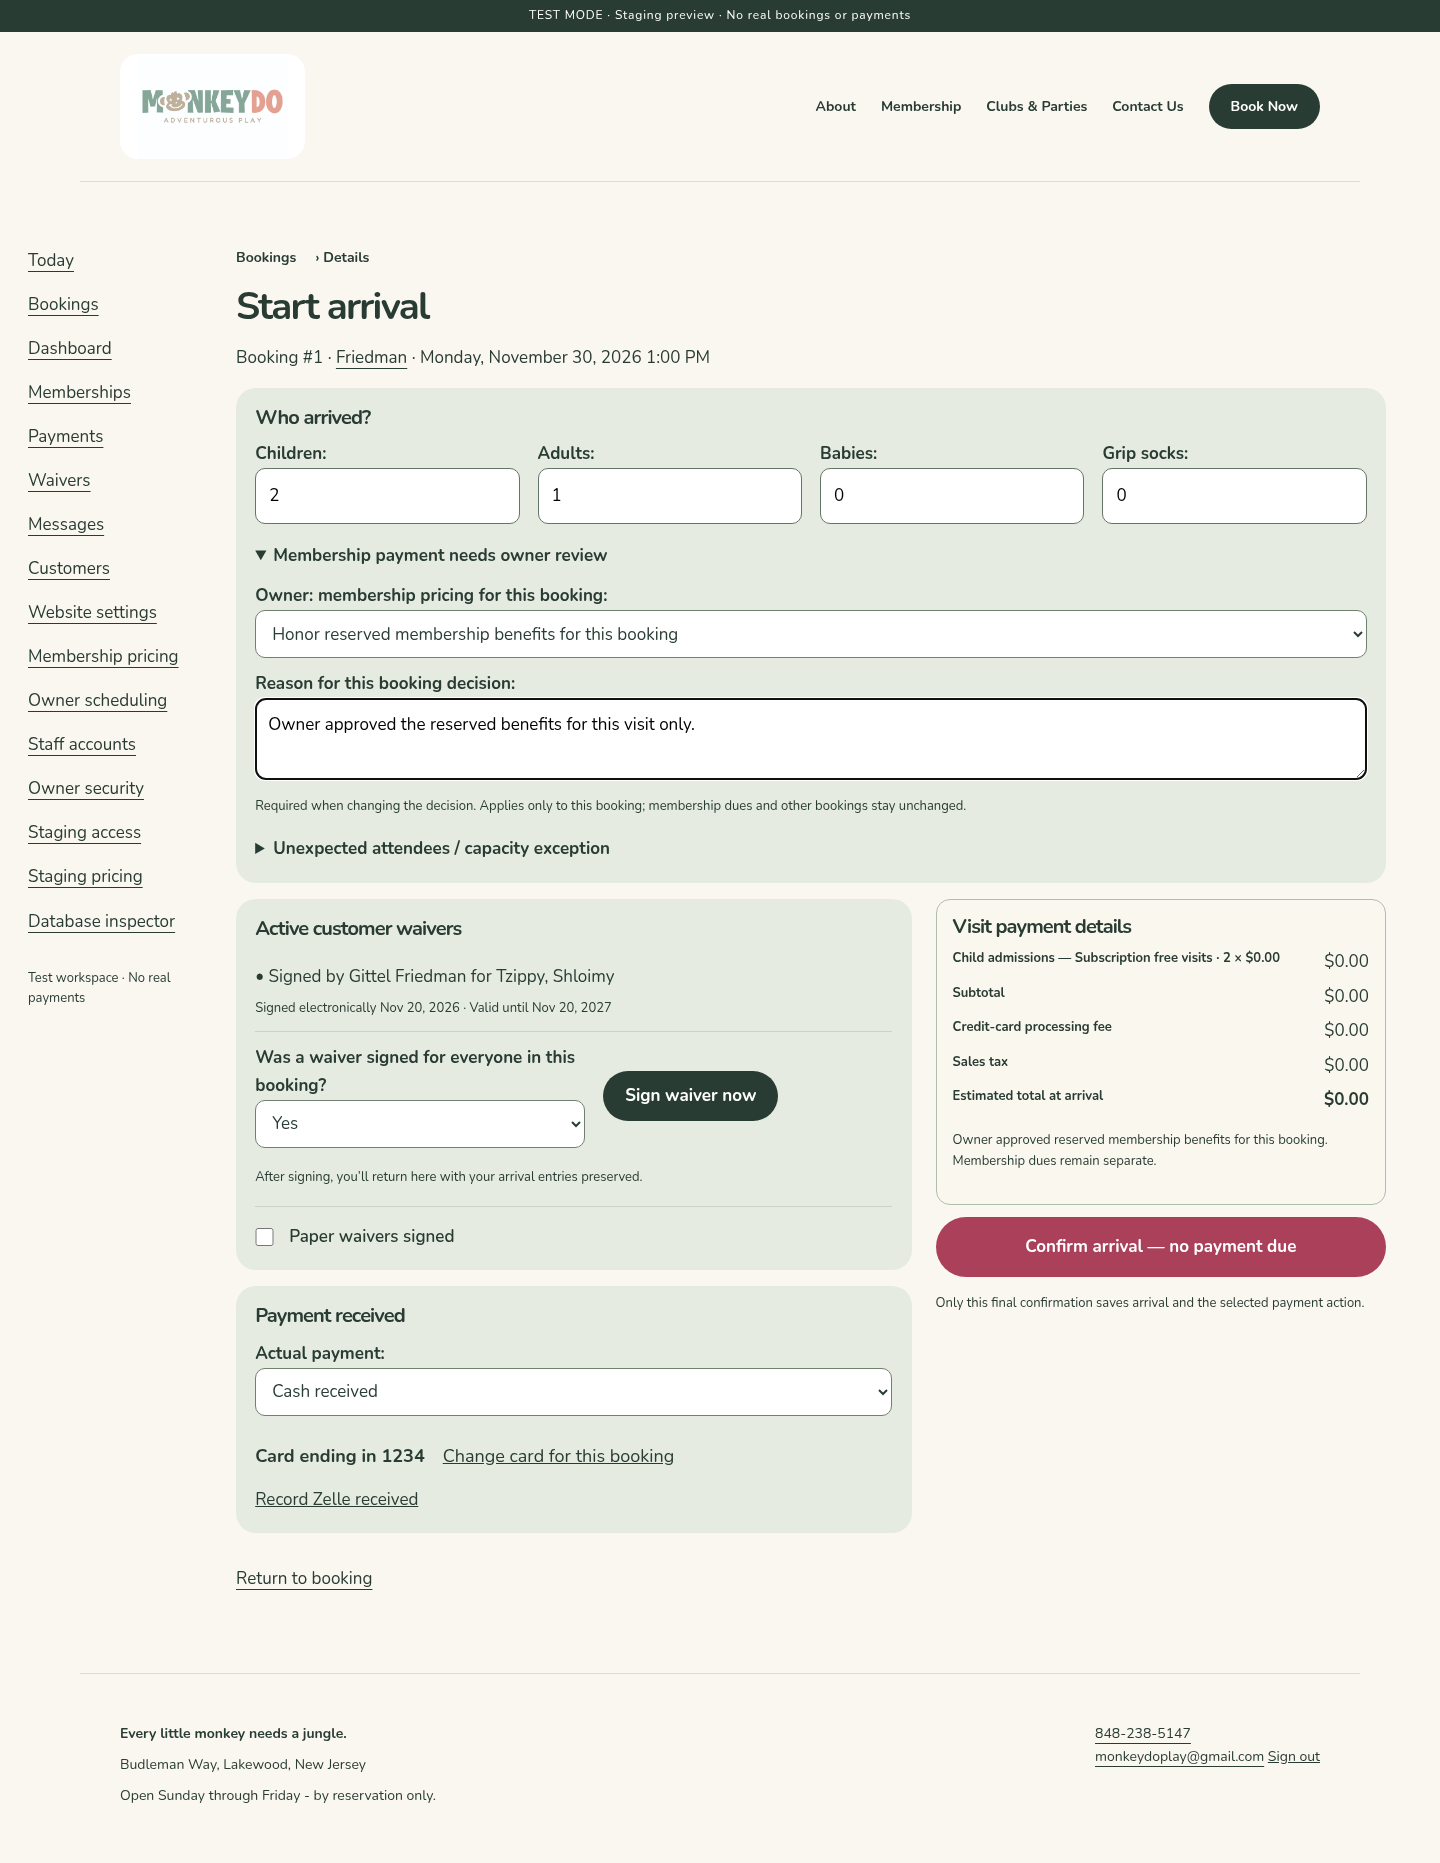 TEST MODE · Staging preview · No real bookings or payments
MONKEYDO
ADVENTUROUS PLAY
About
Membership
Clubs & Parties
Contact Us
Book Now
Today
Bookings
Dashboard
Memberships
Payments
Waivers
Messages
Customers
Website settings
Membership pricing
Owner scheduling
Staff accounts
Owner security
Staging access
Staging pricing
Database inspector
Test workspace · No real
payments
Bookings › Details
Start arrival
Booking #1 · Friedman · Monday, November 30, 2026 1:00 PM
Who arrived?
Children: Adults: Babies: Grip socks:
2 1 0 0
▼ Membership payment needs owner review
Owner: membership pricing for this booking:
Honor reserved membership benefits for this booking
Reason for this booking decision:
Owner approved the reserved benefits for this visit only.
Required when changing the decision. Applies only to this booking; membership dues and other bookings stay unchanged.
▶ Unexpected attendees / capacity exception
Active customer waivers
• Signed by Gittel Friedman for Tzippy, Shloimy
Signed electronically Nov 20, 2026 · Valid until Nov 20, 2027
Was a waiver signed for everyone in this
booking?
Yes
Sign waiver now
After signing, you’ll return here with your arrival entries preserved.
Paper waivers signed
Payment received
Actual payment:
Cash received
Card ending in 1234 Change card for this booking
Record Zelle received
Visit payment details
Child admissions — Subscription free visits · 2 × $0.00 $0.00
Subtotal $0.00
Credit-card processing fee $0.00
Sales tax $0.00
Estimated total at arrival $0.00
Owner approved reserved membership benefits for this booking.
Membership dues remain separate.
Confirm arrival — no payment due
Only this final confirmation saves arrival and the selected payment action.
Return to booking
Every little monkey needs a jungle.
Budleman Way, Lakewood, New Jersey
Open Sunday through Friday - by reservation only.
848-238-5147
monkeydoplay@gmail.com Sign out